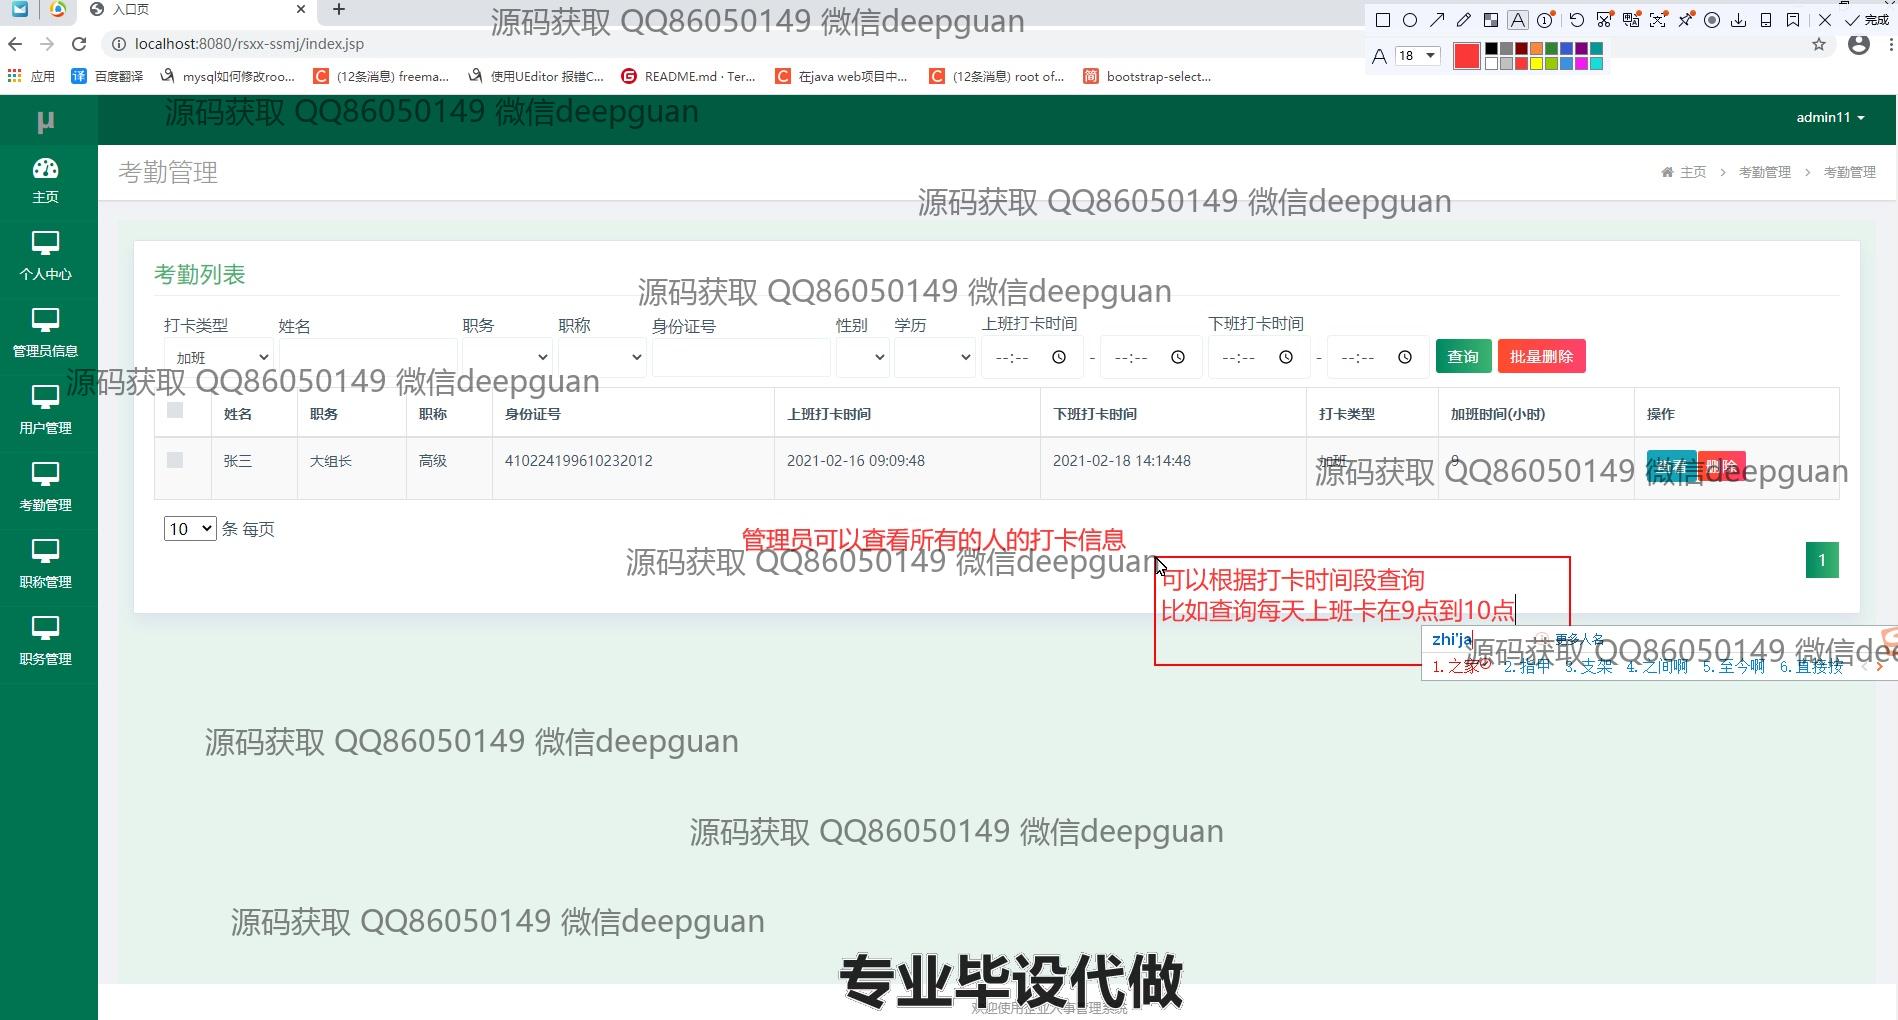 入口页
源码获取 QQ86050149 微信deepguan
完成
localhost:8080/rsxx-ssmj/index.jsp
A 18
应用
译 百度翻译
mysql如何修改roo...
C (12条消息) freema...
使用UEditor 报错C...
G README.md · Ter...
C 在java web项目中...
C (12条消息) root of...
简 bootstrap-select...
μ
源码获取 QQ86050149 微信deepguan
admin11
主页
个人中心
管理员信息
用户管理
考勤管理
职称管理
职务管理
考勤管理
主页 > 考勤管理 > 考勤管理
源码获取 QQ86050149 微信deepguan
考勤列表
源码获取 QQ86050149 微信deepguan
打卡类型 姓名 职务 职称 身份证号 性别 学历 上班打卡时间 下班打卡时间
加班 --:-- - --:-- --:-- - --:-- 查询 批量删除
源码获取 QQ86050149 微信deepguan
姓名 职务 职称 身份证号 上班打卡时间 下班打卡时间 打卡类型 加班时间(小时) 操作
张三 大组长 高级 410224199610232012 2021-02-16 09:09:48 2021-02-18 14:14:48 加班 9 查看 删除
源码获取 QQ86050149 微信deepguan
10 条 每页
管理员可以查看所有的人的打卡信息
源码获取 QQ86050149 微信deepguan
1
可以根据打卡时间段查询
比如查询每天上班卡在9点到10点
zhi'ja 更多人名
源码获取 QQ86050149 微信dee
1.之家 2.指甲 3.支架 4.之间啊 5.至今啊 6.直接按
源码获取 QQ86050149 微信deepguan
源码获取 QQ86050149 微信deepguan
源码获取 QQ86050149 微信deepguan
专业毕设代做
欢迎使用企业人事管理系统